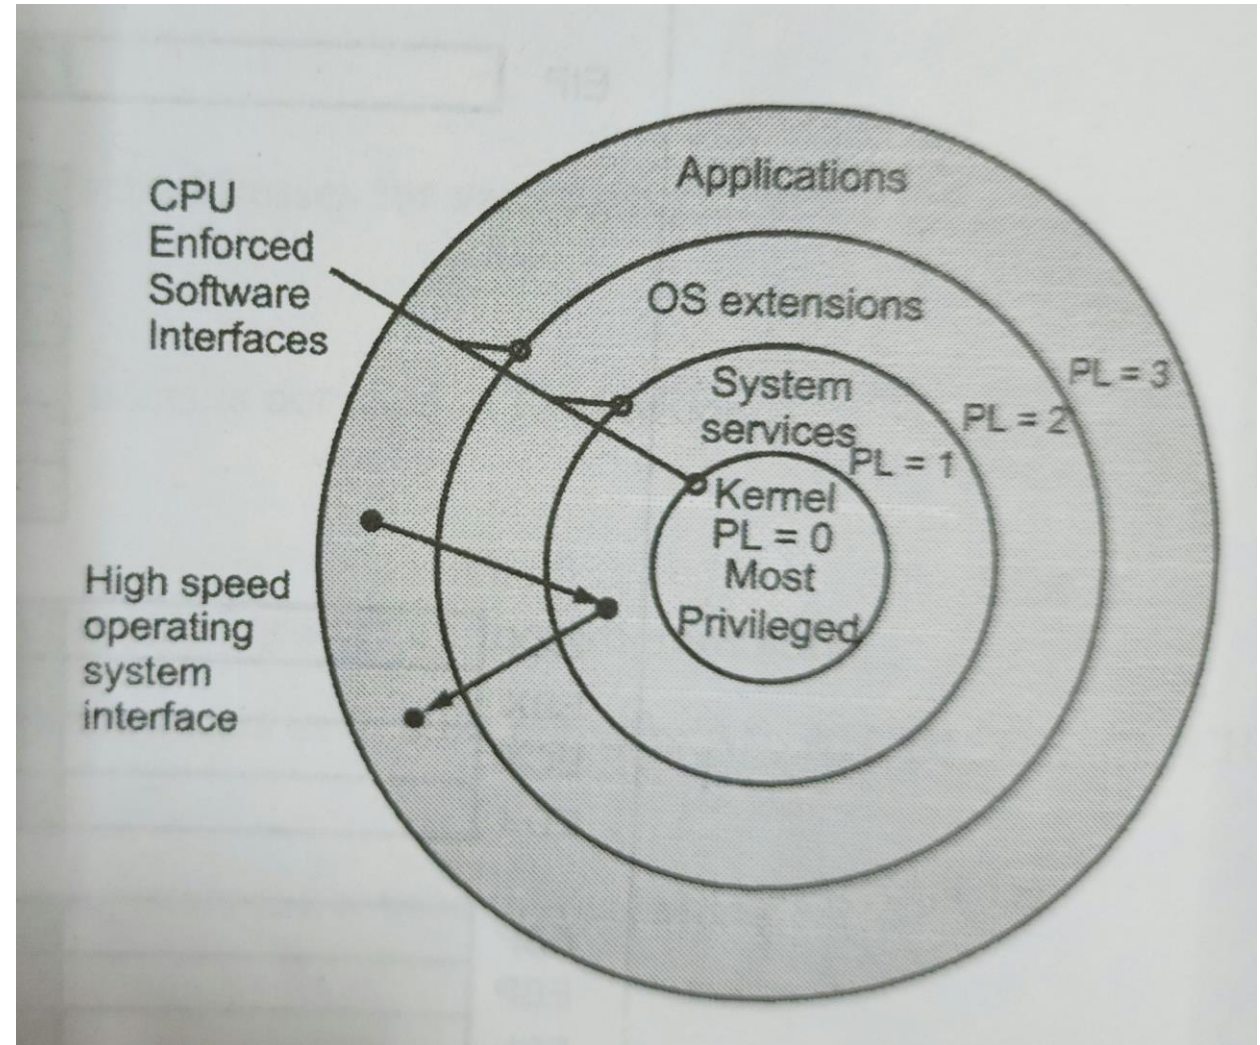 EIP
Applications
CPU
Enforced
Software
Interfaces
OS extensions
PL = 3
System
services
PL = 2
PL = 1
Kernel
PL = 0
Most
Privileged
High speed
operating
system
interface